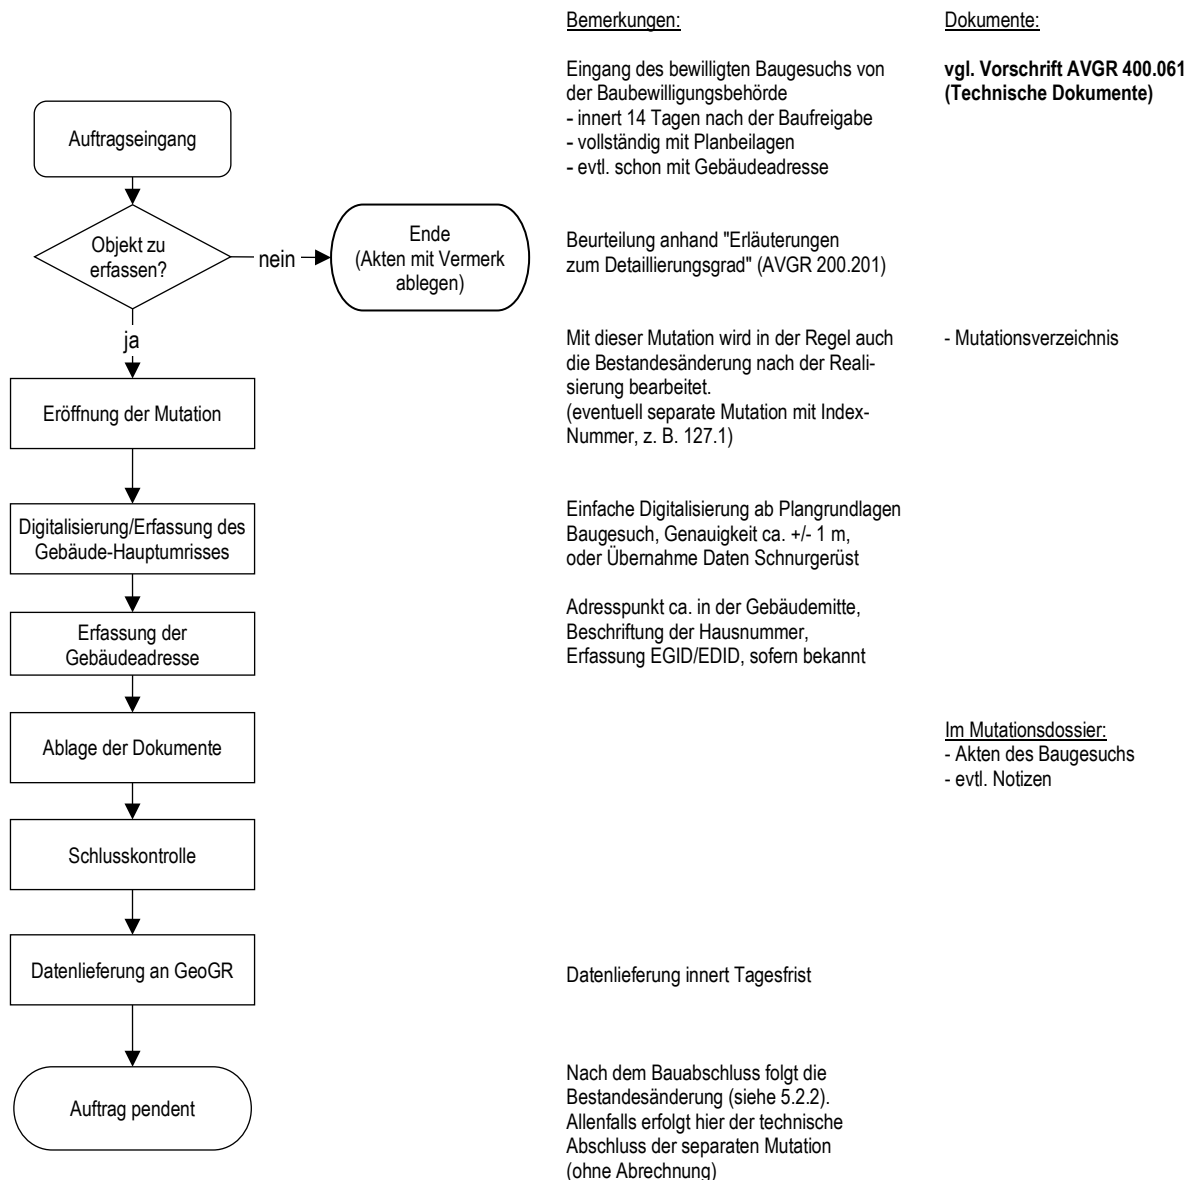 Bemerkungen:
Dokumente:
Eingang des bewilligten Baugesuchs von
der Baubewilligungsbehörde
- innert 14 Tagen nach der Baufreigabe
- vollständig mit Planbeilagen
- evtl. schon mit Gebäudeadresse
vgl. Vorschrift AVGR 400.061
(Technische Dokumente)
Auftragseingang
Objekt zu
erfassen?
nein
Ende
(Akten mit Vermerk
ablegen)
Beurteilung anhand "Erläuterungen
zum Detaillierungsgrad" (AVGR 200.201)
ja
Eröffnung der Mutation
Mit dieser Mutation wird in der Regel auch
die Bestandesänderung nach der Reali-
sierung bearbeitet.
(eventuell separate Mutation mit Index-
Nummer, z. B. 127.1)
- Mutationsverzeichnis
Digitalisierung/Erfassung des
Gebäude-Hauptumrisses
Einfache Digitalisierung ab Plangrundlagen
Baugesuch, Genauigkeit ca. +/- 1 m,
oder Übernahme Daten Schnurgerüst
Erfassung der
Gebäudeadresse
Adresspunkt ca. in der Gebäudemitte,
Beschriftung der Hausnummer,
Erfassung EGID/EDID, sofern bekannt
Ablage der Dokumente
Im Mutationsdossier:
- Akten des Baugesuchs
- evtl. Notizen
Schlusskontrolle
Datenlieferung an GeoGR
Datenlieferung innert Tagesfrist
Auftrag pendent
Nach dem Bauabschluss folgt die
Bestandesänderung (siehe 5.2.2).
Allenfalls erfolgt hier der technische
Abschluss der separaten Mutation
(ohne Abrechnung)